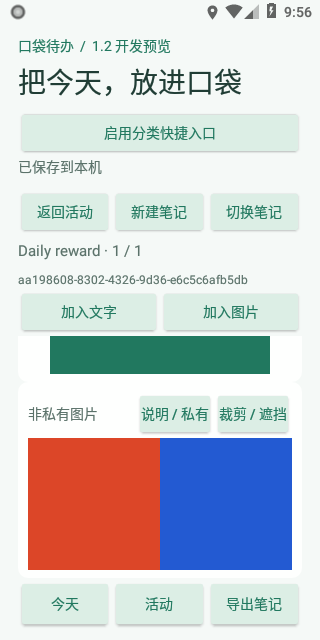 9:56
口袋待办 / 1.2 开发预览
把今天，放进口袋
启用分类快捷入口
已保存到本机
返回活动 新建笔记 切换笔记
Daily reward · 1 / 1
aa198608-8302-4326-9d36-e6c5c6afb5db
加入文字 加入图片
非私有图片 说明 / 私有 裁剪 / 遮挡
今天 活动 导出笔记